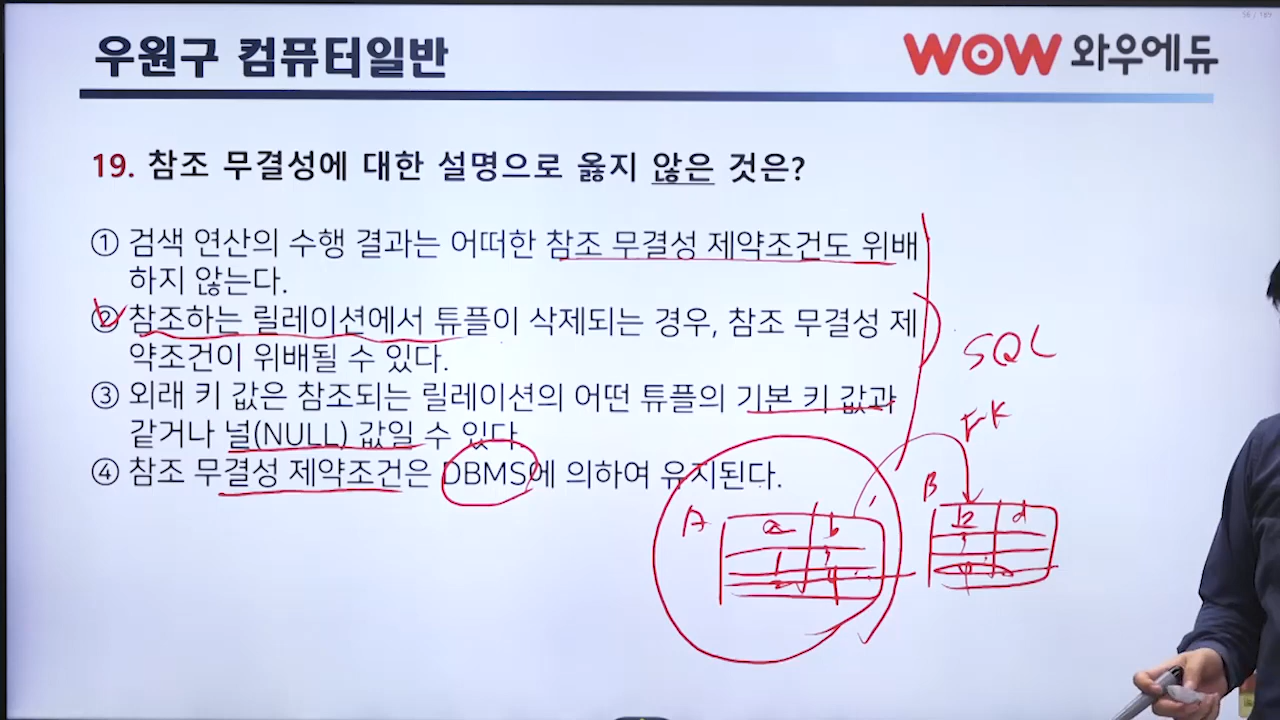 56 / 189
우원구 컴퓨터일반
WOW 와우에듀
19. 참조 무결성에 대한 설명으로 옳지 않은 것은?
① 검색 연산의 수행 결과는 어떠한 참조 무결성 제약조건도 위배
하지 않는다.
② 참조하는 릴레이션에서 튜플이 삭제되는 경우, 참조 무결성 제
약조건이 위배될 수 있다.
SQL
③ 외래 키 값은 참조되는 릴레이션의 어떤 튜플의 기본 키 값과
같거나 널(NULL) 값일 수 있다.
FK
④ 참조 무결성 제약조건은 DBMS에 의하여 유지된다.
A
B
a b
d
1 3
3
2 4
4